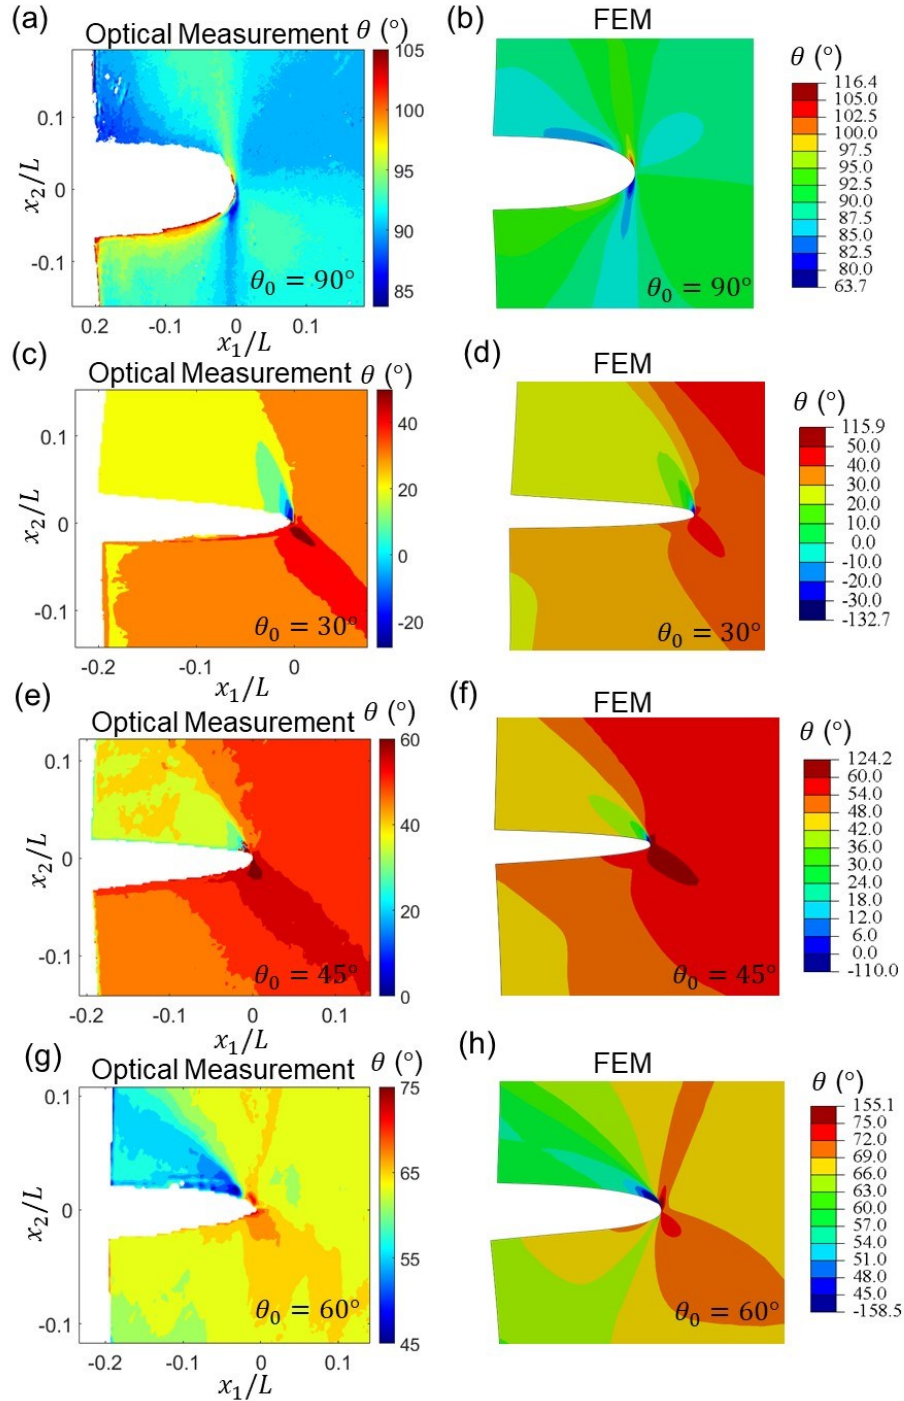 (a)
Optical Measurement θ (°)
105
100
95
90
85
0.1
0
-0.1
x₂/L
θ₀ = 90°
0.2 -0.1 0 0.1
x₁/L
(b)
FEM
θ (°)
116.4
105.0
102.5
100.0
97.5
95.0
92.5
90.0
87.5
85.0
82.5
80.0
63.7
θ₀ = 90°
(c)
Optical Measurement θ (°)
40
20
0
-20
0.1
0
-0.1
x₂/L
θ₀ = 30°
-0.2 -0.1 0
x₁/L
(d)
FEM
θ (°)
115.9
50.0
40.0
30.0
20.0
10.0
0.0
-10.0
-20.0
-30.0
-132.7
θ₀ = 30°
(e)
Optical Measurement θ (°)
60
40
20
0
0.1
0
-0.1
x₂/L
θ₀ = 45°
-0.2 -0.1 0 0.1
x₁/L
(f)
FEM
θ (°)
124.2
60.0
54.0
48.0
42.0
36.0
30.0
24.0
18.0
12.0
6.0
0.0
-110.0
θ₀ = 45°
(g)
Optical Measurement θ (°)
75
70
65
60
55
50
45
0.1
0
-0.1
x₂/L
θ₀ = 60°
-0.2 -0.1 0 0.1
x₁/L
(h)
FEM
θ (°)
155.1
75.0
72.0
69.0
66.0
63.0
60.0
57.0
54.0
51.0
48.0
45.0
-158.5
θ₀ = 60°